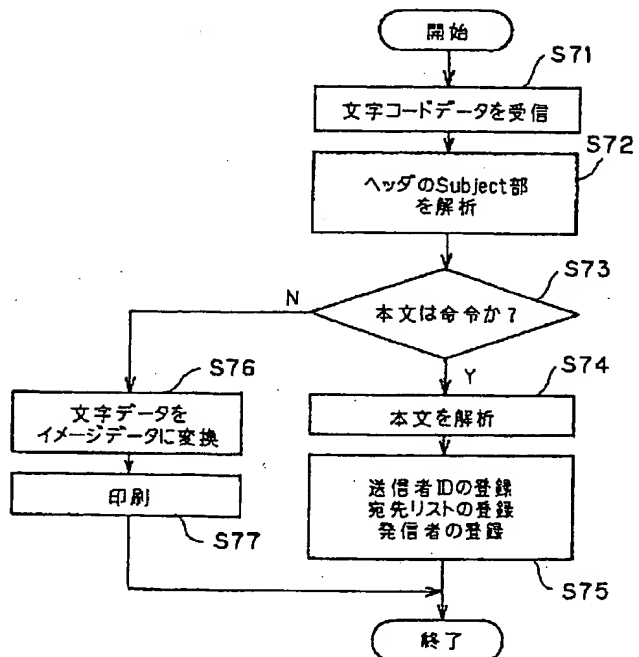 開始
S71
文字コードデータを受信
S72
ヘッダのSubject部
を解析
S73
本文は命令か?
N
Y
S74
本文を解析
S76
文字データを
イメージデータに変換
印刷
S77
送信者IDの登録
宛先リストの登録
発信者の登録
S75
終了